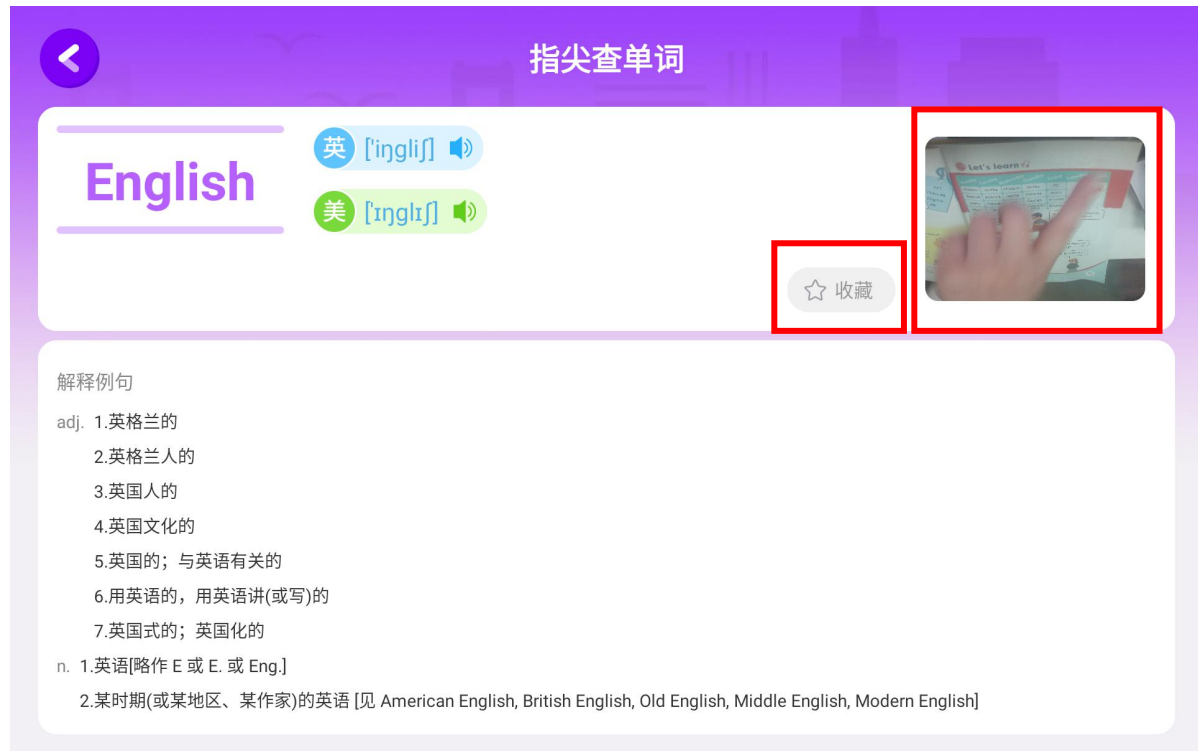 指尖查单词
English
英 ['iŋgliʃ]
美 ['ɪŋglɪʃ]
收藏
Let's learn
解释例句
adj. 1.英格兰的
2.英格兰人的
3.英国人的
4.英国文化的
5.英国的；与英语有关的
6.用英语的，用英语讲(或写)的
7.英国式的；英国化的
n. 1.英语[略作 E 或 E. 或 Eng.]
2.某时期(或某地区、某作家)的英语 [见 American English, British English, Old English, Middle English, Modern English]